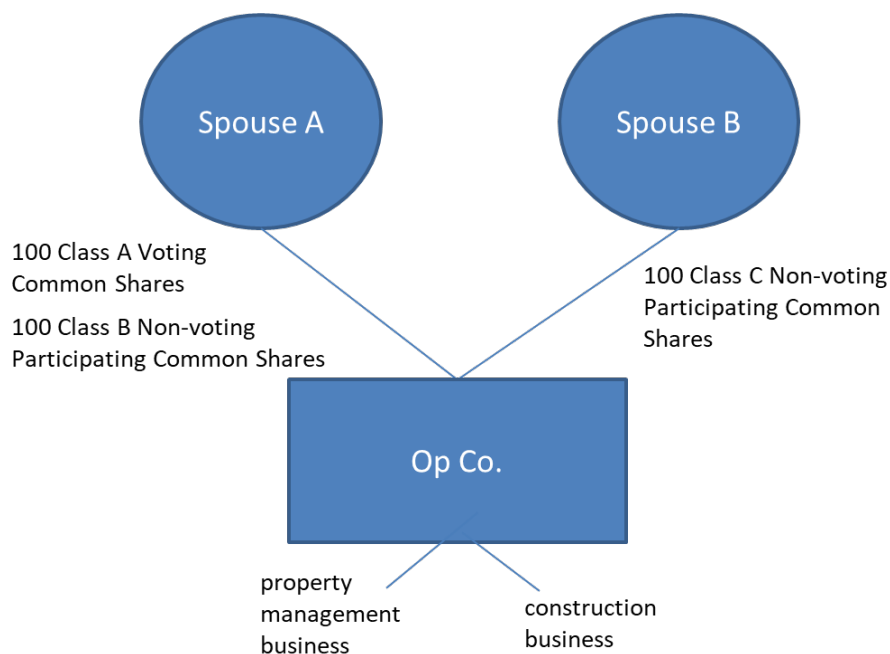 Spouse A
Spouse B
100 Class A Voting
Common Shares
100 Class B Non-voting
Participating Common Shares
100 Class C Non-voting
Participating Common
Shares
Op Co.
property
management
business
construction
business